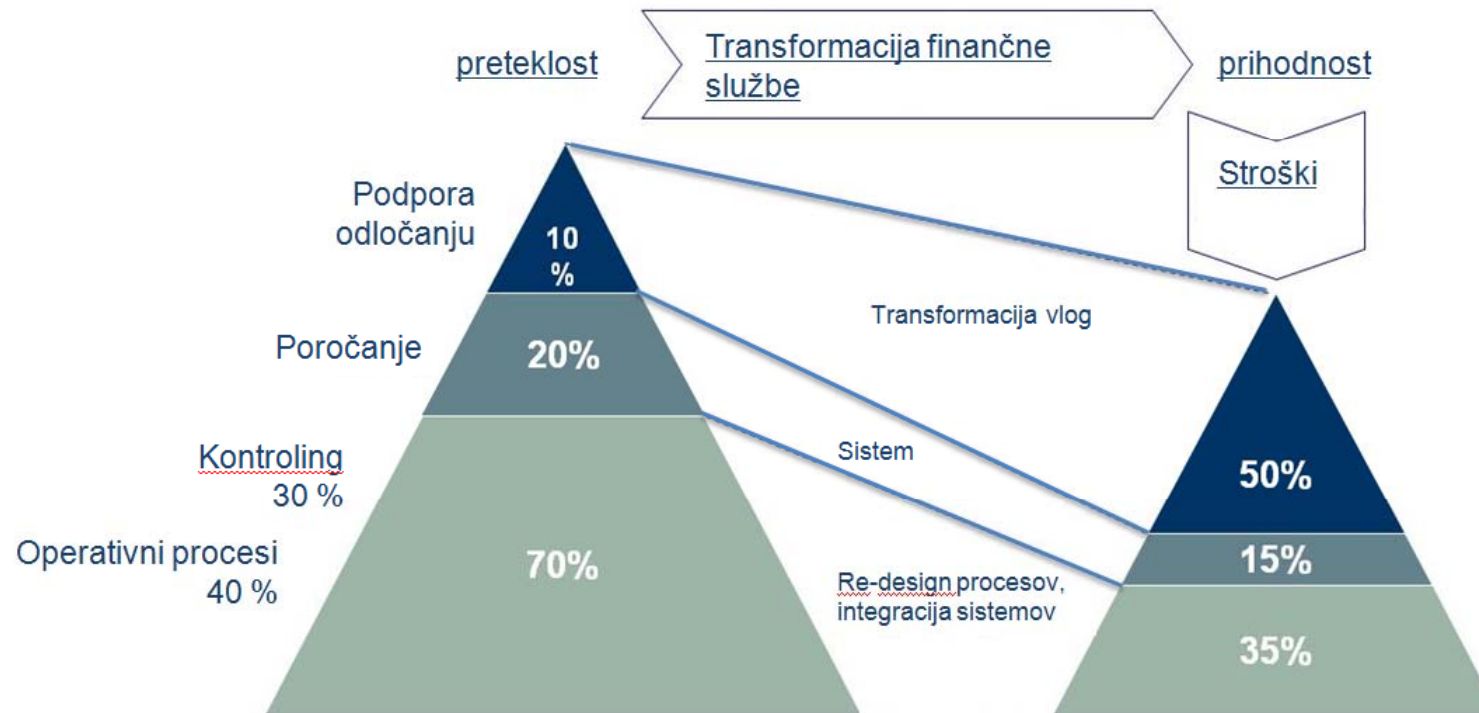 preteklost
Transformacija finančne
službe
prihodnost
Stroški
Podpora
odločanju
10
%
Transformacija vlog
Poročanje
20%
Kontroling
30 %
Sistem
50%
Operativni procesi
40 %
70%
15%
Re-design procesov,
integracija sistemov
35%